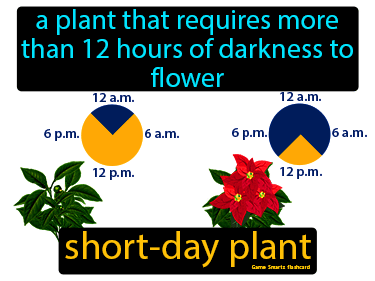 a plant that requires more
than 12 hours of darkness to
flower
12 a.m.
6 p.m.
6 a.m.
12 p.m.
12 a.m.
6 p.m.
6 a.m.
12 p.m.
short-day plant
Game Smarts flashcard